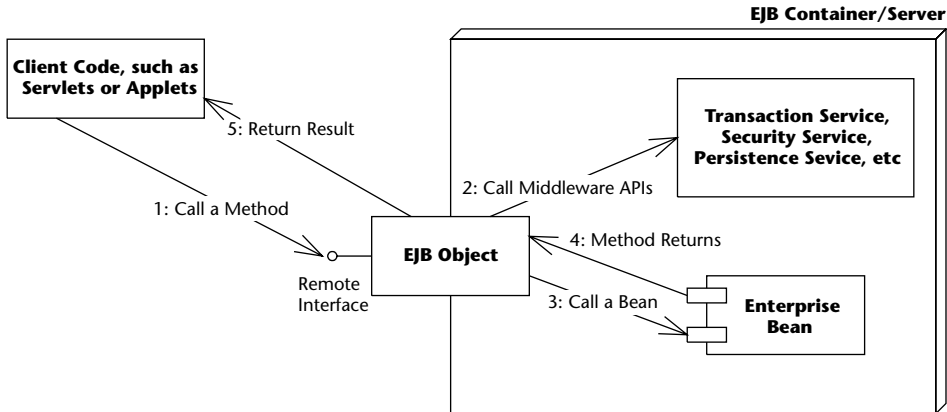 EJB Container/Server
Client Code, such as
Servlets or Applets
Transaction Service,
Security Service,
Persistence Sevice, etc
5: Return Result
2: Call Middleware APIs
1: Call a Method
4: Method Returns
EJB Object
Remote
Interface
3: Call a Bean
Enterprise
Bean